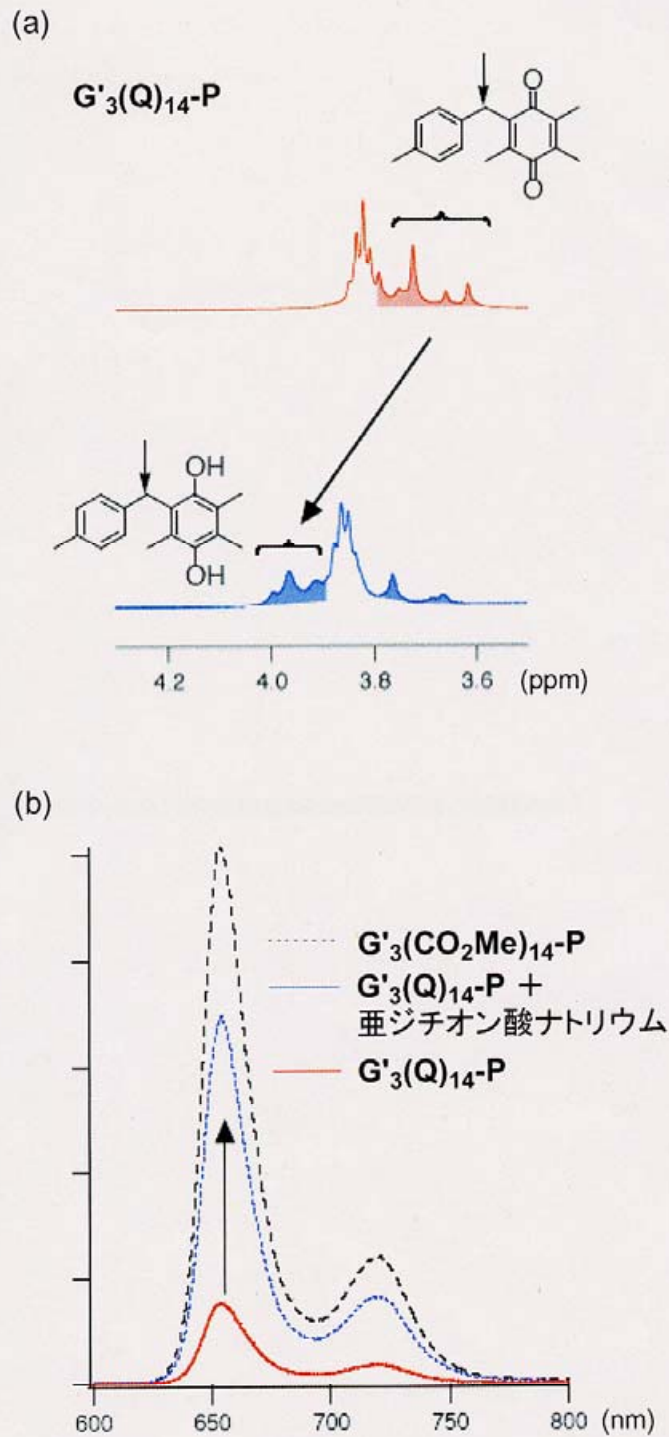 (a)
G'₃(Q)₁₄-P
O
O
OH
OH
4.2 4.0 3.8 3.6 (ppm)
(b)
G'₃(CO₂Me)₁₄-P
G'₃(Q)₁₄-P +
亜ジチオン酸ナトリウム
G'₃(Q)₁₄-P
600 650 700 750 800 (nm)